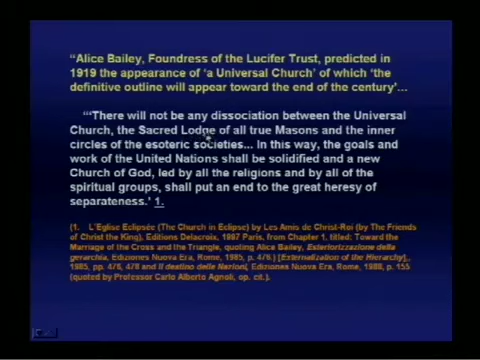 “Alice Bailey, Foundress of the Lucifer Trust, predicted in
1919 the appearance of ‘a Universal Church’ of which ‘the
definitive outline will appear toward the end of the century’...
“‘There will not be any dissociation between the Universal
Church, the Sacred Lodge of all true Masons and the inner
circles of the esoteric societies... In this way, the goals and
work of the United Nations shall be solidified and a new
Church of God, led by all the religions and by all of the
spiritual groups, shall put an end to the great heresy of
separateness.’ 1.
(1. L'Eglise Eclipsée (The Church in Eclipse) by Les Amis de Christ-Roi (by The Friends
of Christ the King), Editions Delacroix, 1997 Paris, from Chapter 1, titled: Toward the
Marriage of the Cross and the Triangle, quoting Alice Bailey, Esteriorizzazione della
gerarchia, Ediziones Nuova Era, Rome, 1985, p. 476.) [Externalization of the Hierarchy],.
1985, pp. 476, 478 and Il destino delle Nazioni, Ediziones Nuova Era, Rome, 1988, p. 155
(quoted by Professor Carlo Alberto Agnoli, op. cit.).